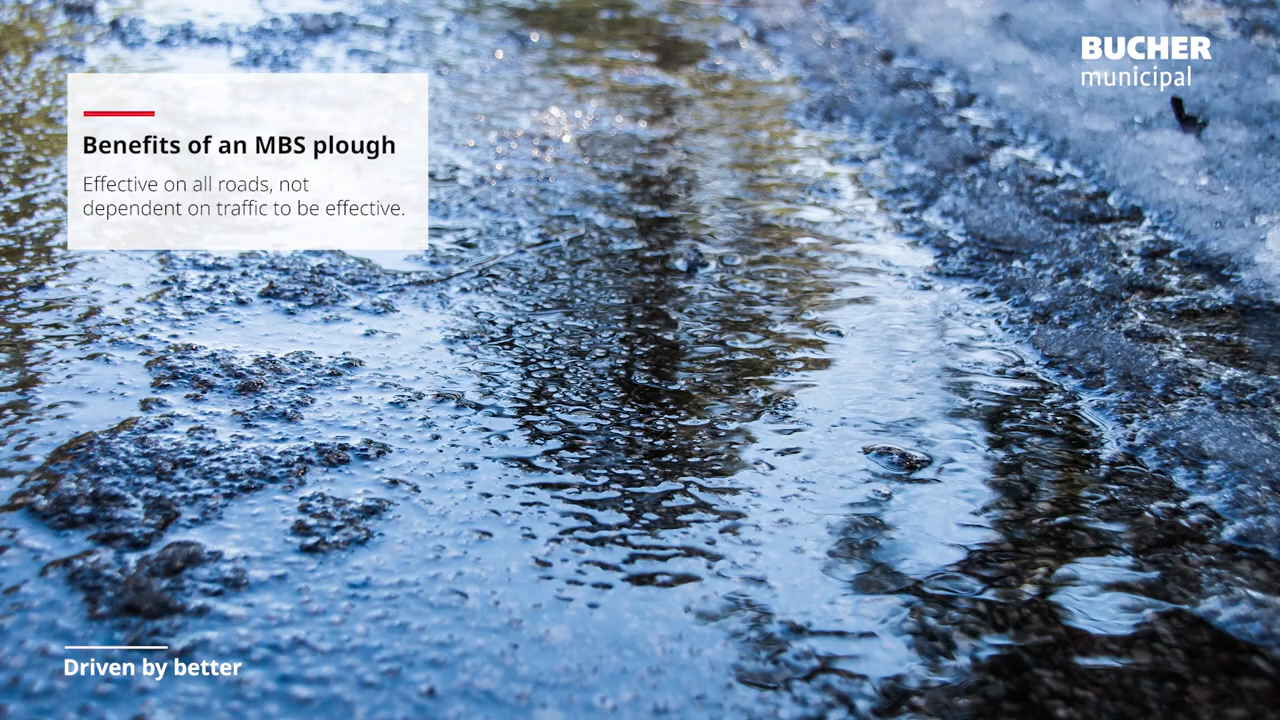 BUCHER
municipal
Benefits of an MBS plough
Effective on all roads, not
dependent on traffic to be effective.
Driven by better